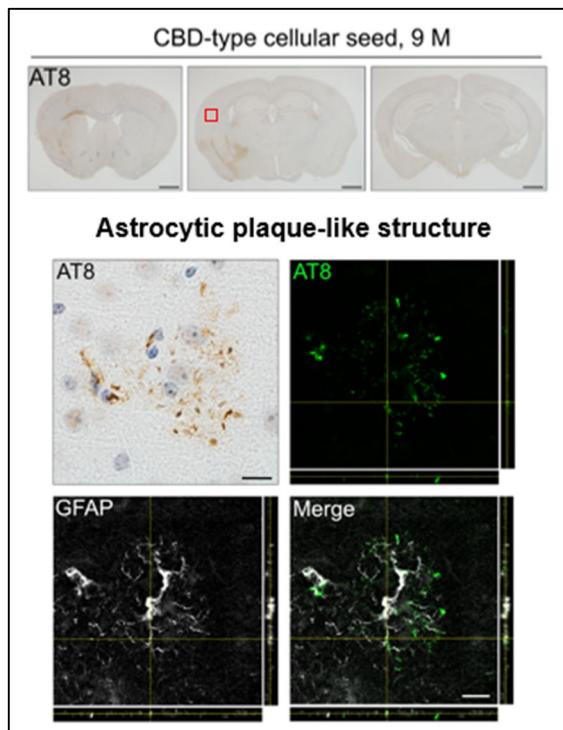 CBD-type cellular seed, 9 M
AT8
Astrocytic plaque-like structure
AT8
AT8
GFAP
Merge